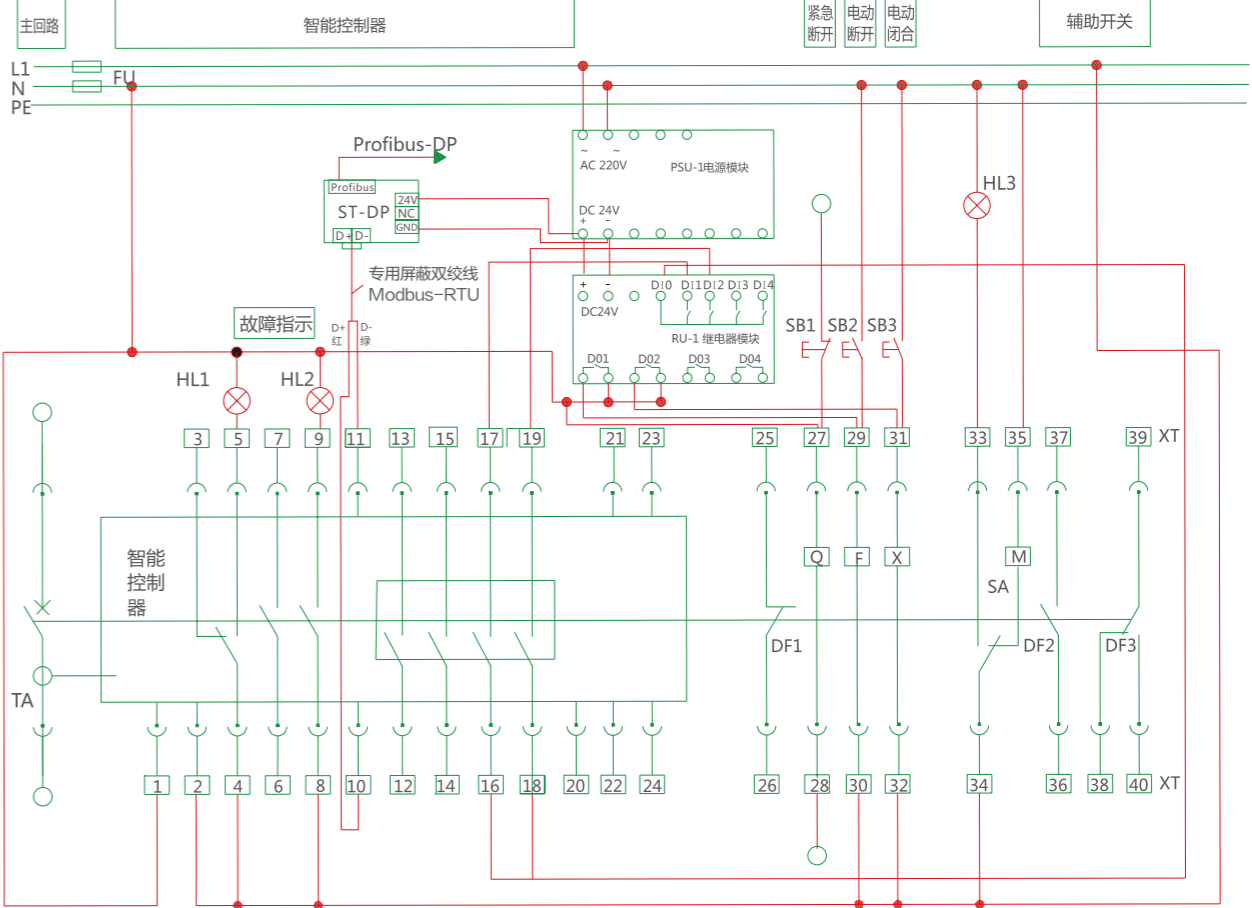 主回路
智能控制器
紧急
断开
电动
断开
电动
闭合
辅助开关
L1
N
PE
FU
Profibus-DP
Profibus
ST-DP
24V
NC
GND
D+ D-
~ ~
AC 220V
PSU-1电源模块
DC 24V
+ -
HL3
专用屏蔽双绞线
Modbus-RTU
+ -
DC24V
DI0 DI1 DI2 DI3 DI4
RU-1 继电器模块
D01 D02 D03 D04
SB1 SB2 SB3
故障指示
D+
红
D-
绿
HL1 HL2
3 5 7 9 11 13 15 17 19 21 23 25 27 29 31 33 35 37 39 XT
智能
控制
器
Q F X M
SA
DF1 DF2 DF3
TA
1 2 4 6 8 10 12 14 16 18 20 22 24 26 28 30 32 34 36 38 40 XT